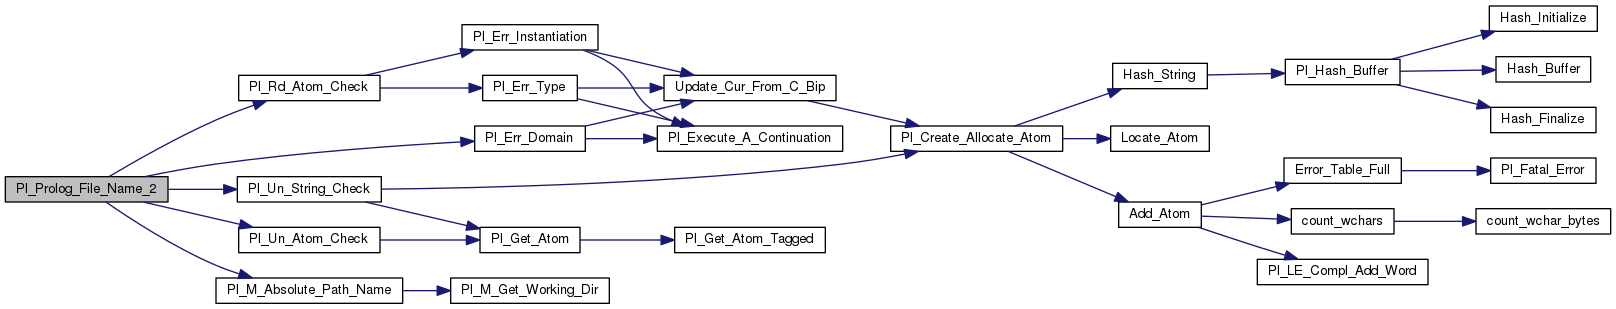 Pl_Prolog_File_Name_2
Pl_Rd_Atom_Check
Pl_Un_String_Check
Pl_Un_Atom_Check
Pl_M_Absolute_Path_Name
Pl_Err_Instantiation
Pl_Err_Type
Pl_Err_Domain
Pl_Get_Atom
Pl_M_Get_Working_Dir
Update_Cur_From_C_Bip
Pl_Execute_A_Continuation
Pl_Get_Atom_Tagged
Pl_Create_Allocate_Atom
Hash_String
Locate_Atom
Add_Atom
Pl_Hash_Buffer
Error_Table_Full
count_wchars
Pl_LE_Compl_Add_Word
Hash_Initialize
Hash_Buffer
Hash_Finalize
Pl_Fatal_Error
count_wchar_bytes